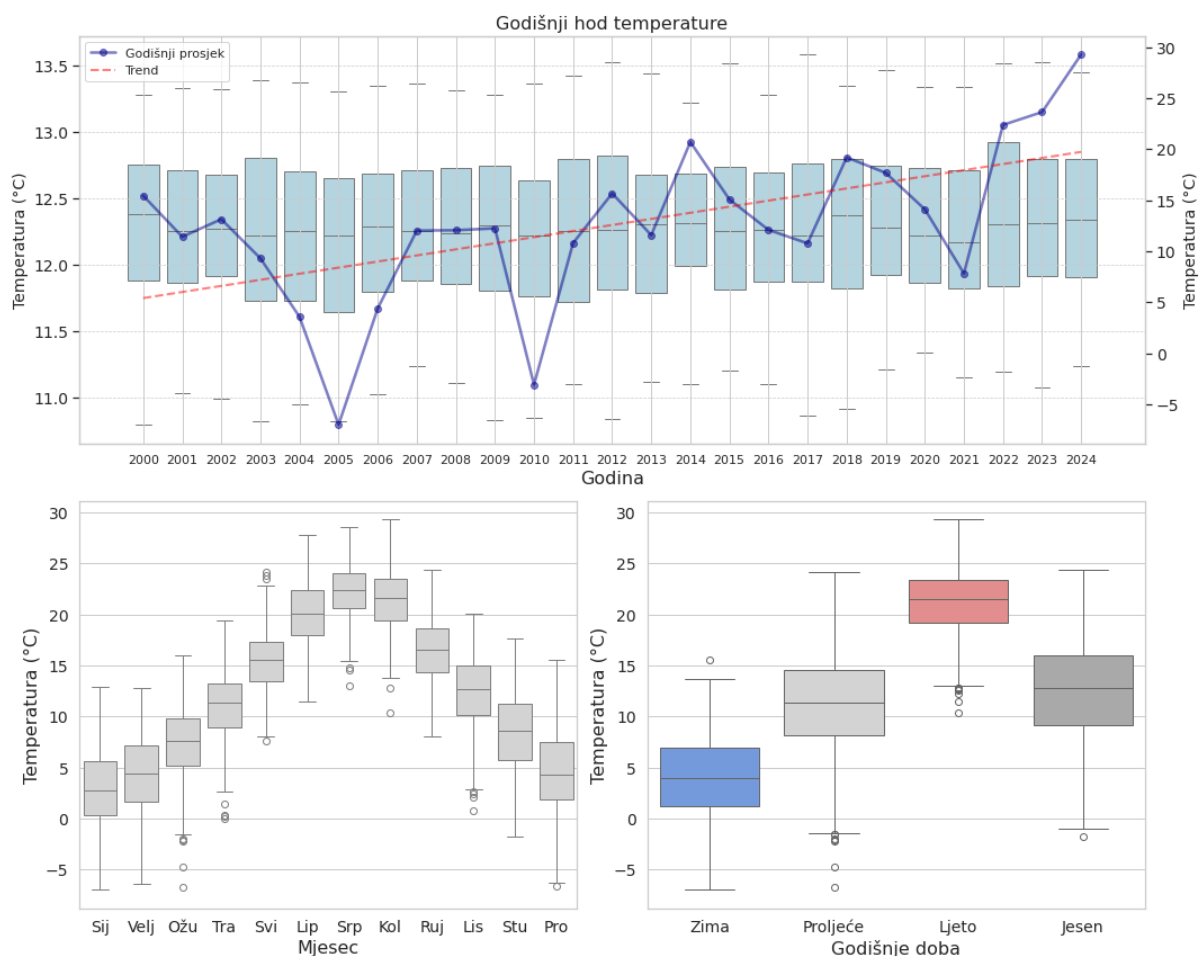 Godišnji hod temperature
Godišnji prosjek
Trend
Temperatura (°C)
13.5
13.0
12.5
12.0
11.5
11.0
30
25
20
15
10
5
0
−5
Temperatura (°C)
2000 2001 2002 2003 2004 2005 2006 2007 2008 2009 2010 2011 2012 2013 2014 2015 2016 2017 2018 2019 2020 2021 2022 2023 2024
Godina
Temperatura (°C)
30
25
20
15
10
5
0
−5
Sij Velj Ožu Tra Svi Lip Srp Kol Ruj Lis Stu Pro
Mjesec
Temperatura (°C)
30
25
20
15
10
5
0
−5
Zima Proljeće Ljeto Jesen
Godišnje doba